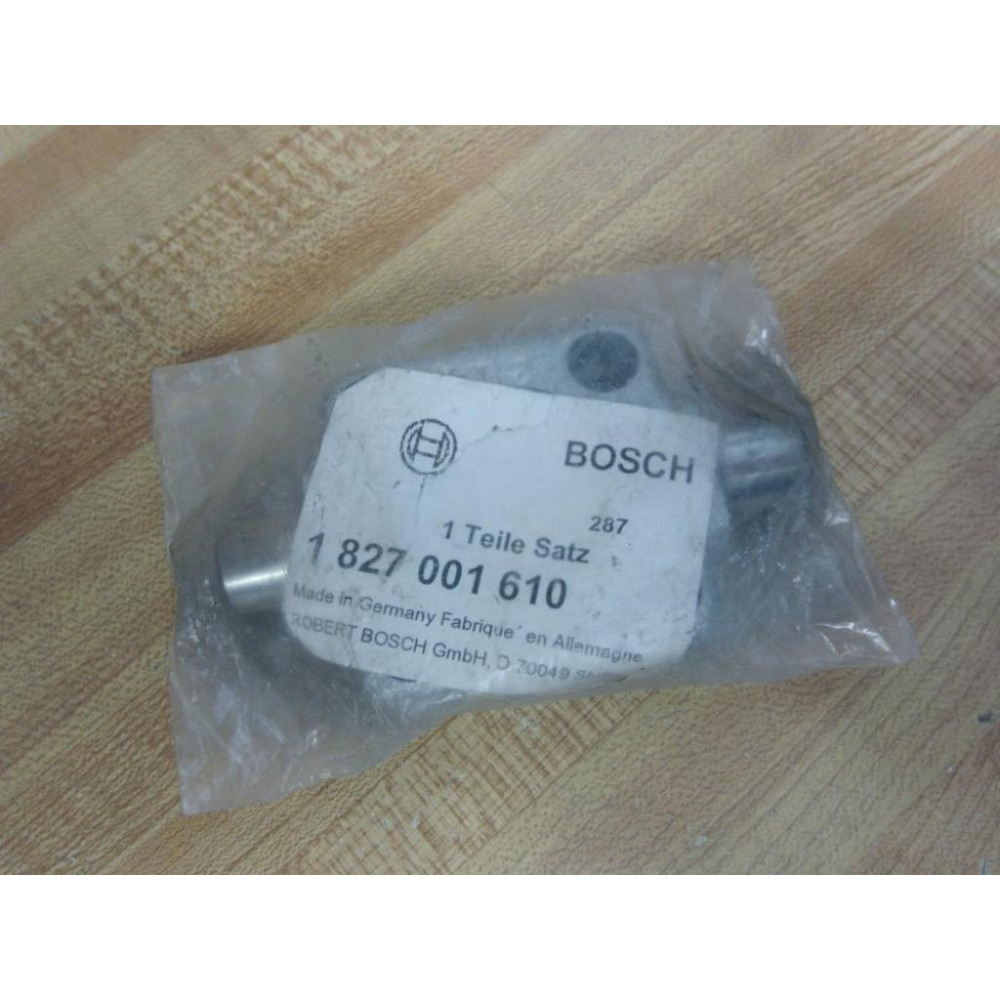 BOSCH
287
1 Teile Satz
1 827 001 610
Made in Germany Fabrique en Allemagne
ROBERT BOSCH GmbH, D 70049